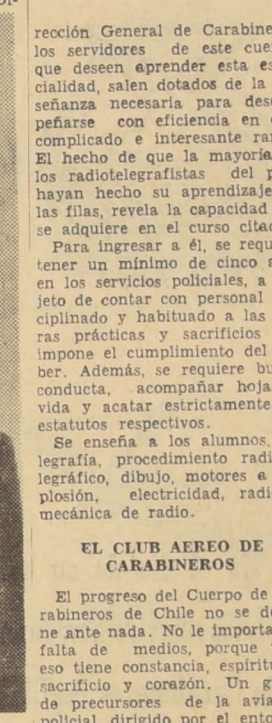 rección General de Carabine
los servidores de este cue
que deseen aprender esta es
cialidad, salen dotados de la
señanza necesaria para des
peñarse con eficiencia en
complicado e interesante ra
El hecho de que la mayoría
los radiotelegrafistas del p
hayan hecho su aprendizaje
las filas, revela la capacidad
se adquiere en el curso citad
Para ingresar a él, se requi
tener un mínimo de cinco a
en los servicios policiales, a
jeto de contar con personal
ciplinado y habituado a las
ras prácticas y sacrificios
impone el cumplimiento del
ber. Además, se requiere bu
conducta, acompañar hoja
vida y acatar estrictamente
estatutos respectivos.
Se enseña a los alumnos,
legrafía, procedimiento radi
legráfico, dibujo, motores a
plosión, electricidad, radi
mecánica de radio.
EL CLUB AEREO DE
CARABINEROS
El progreso del Cuerpo de
rabineros de Chile no se de
ne ante nada. No le importa
falta de medios, porque
eso tiene constancia, espíritu
sacrificio y corazón. Un g
de precursores de la avia
policial, dirigido por el ent